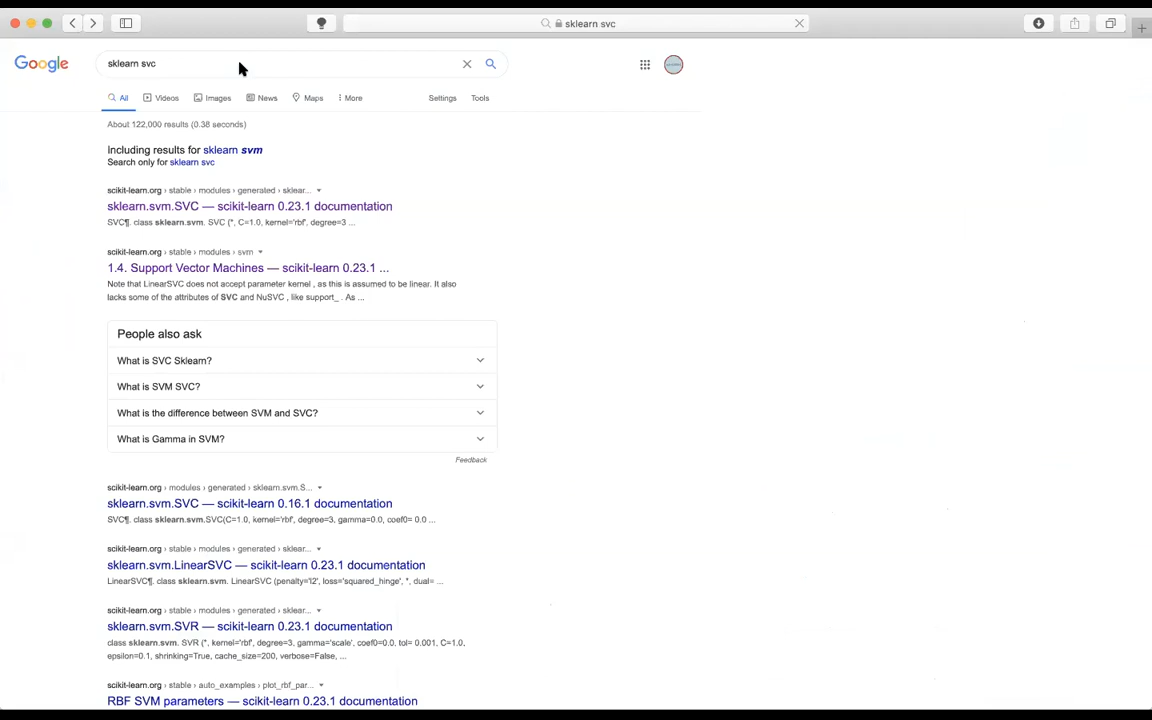 sklearn svc
Google
sklearn svc
All Videos Images News Maps More Settings Tools
About 122,000 results (0.38 seconds)
Including results for sklearn svm
Search only for sklearn svc
scikit-learn.org › stable › modules › generated › sklear...
sklearn.svm.SVC — scikit-learn 0.23.1 documentation
SVC¶. class sklearn.svm. SVC (*, C=1.0, kernel='rbf', degree=3 ...
scikit-learn.org › stable › modules › svm
1.4. Support Vector Machines — scikit-learn 0.23.1 ...
Note that LinearSVC does not accept parameter kernel , as this is assumed to be linear. It also
lacks some of the attributes of SVC and NuSVC , like support_ . As ...
People also ask
What is SVC Sklearn?
What is SVM SVC?
What is the difference between SVM and SVC?
What is Gamma in SVM?
Feedback
scikit-learn.org › modules › generated › sklearn.svm.S...
sklearn.svm.SVC — scikit-learn 0.16.1 documentation
SVC¶. class sklearn.svm.SVC(C=1.0, kernel='rbf', degree=3, gamma=0.0, coef0= 0.0 ...
scikit-learn.org › stable › modules › generated › sklear...
sklearn.svm.LinearSVC — scikit-learn 0.23.1 documentation
LinearSVC¶. class sklearn.svm. LinearSVC (penalty='l2', loss='squared_hinge', *, dual= ...
scikit-learn.org › stable › modules › generated › sklear...
sklearn.svm.SVR — scikit-learn 0.23.1 documentation
class sklearn.svm. SVR (*, kernel='rbf', degree=3, gamma='scale', coef0=0.0, tol= 0.001, C=1.0,
epsilon=0.1, shrinking=True, cache_size=200, verbose=False, ...
scikit-learn.org › stable › auto_examples › plot_rbf_par...
RBF SVM parameters — scikit-learn 0.23.1 documentation